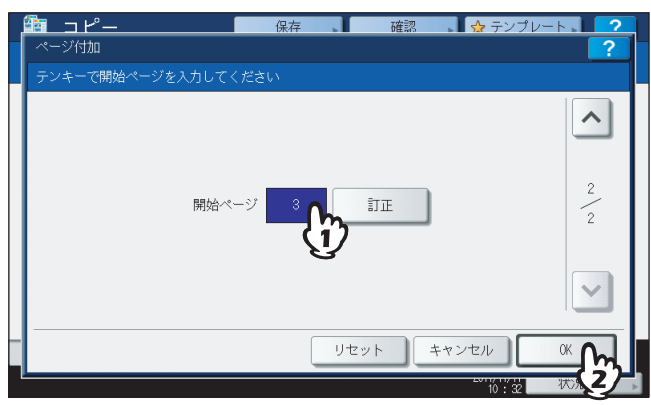 コピー 保存 確認 テンプレート ?
ページ付加 ?
テンキーで開始ページを入力してください
開始ページ 3 訂正
1
2
2
リセット キャンセル OK
2
10:32